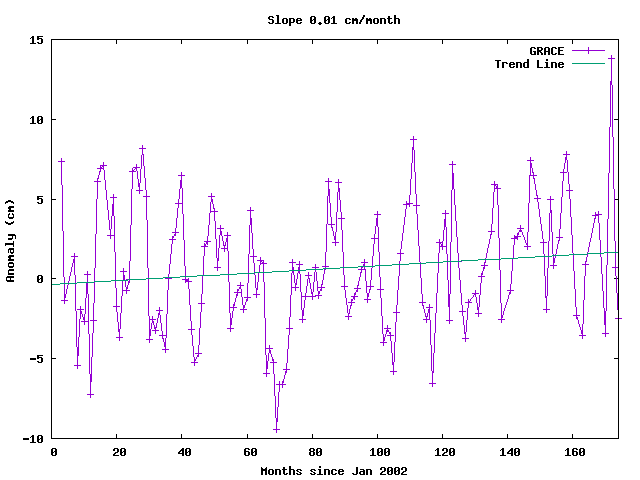 Slope 0.01 cm/month
GRACE
Trend Line
15
10
5
0
-5
-10
Anomaly (cm)
0 20 40 60 80 100 120 140 160
Months since Jan 2002